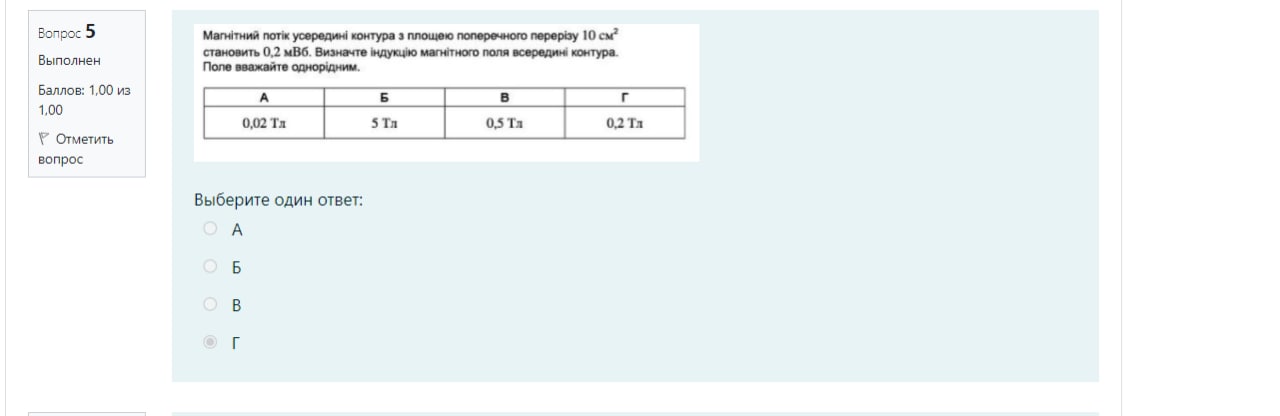 Вопрос 5
Выполнен
Баллов: 1,00 из
1,00
Отметить
вопрос
Магнітний потік усередині контура з площею поперечного перерізу 10 см²
становить 0,2 мВб. Визначте індукцію магнітного поля всередині контура.
Поле вважайте однорідним.
А Б В Г
0,02 Тл 5 Тл 0,5 Тл 0,2 Тл
Выберите один ответ:
А
Б
В
Г